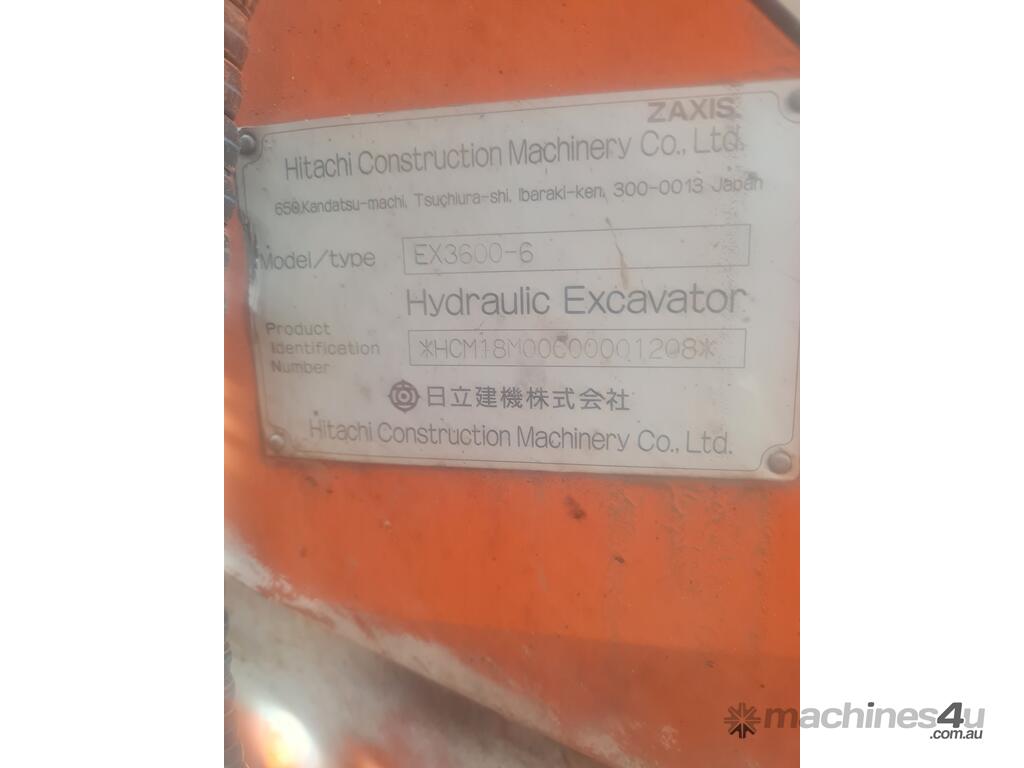 ZAXIS
Hitachi Construction Machinery Co., Ltd.
650,Kandatsu-machi, Tsuchiura-shi, Ibaraki-ken, 300-0013 Japan
Model/type EX3600-6
Hydraulic Excavator
Product
Identification
Number
*HCM18M00C00001208*
日立建機株式会社
Hitachi Construction Machinery Co., Ltd.
machines4u
.com.au